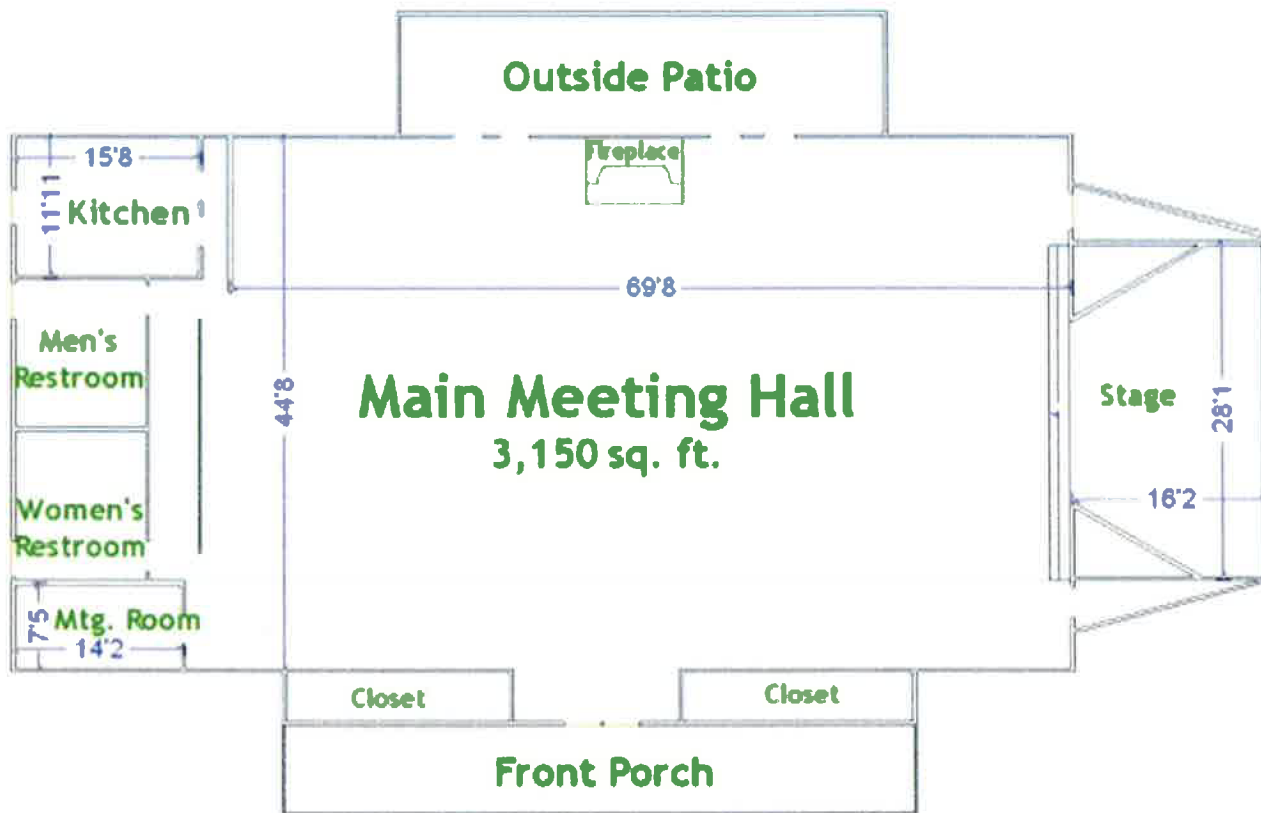 Outside Patio
Fireplace
15'8
11'11
Kitchen
69'8
Men's
Restroom
44'8
Main Meeting Hall
3,150 sq. ft.
Stage
28'1
16'2
Women's
Restroom
7'5
Mtg. Room
14'2
Closet
Closet
Front Porch